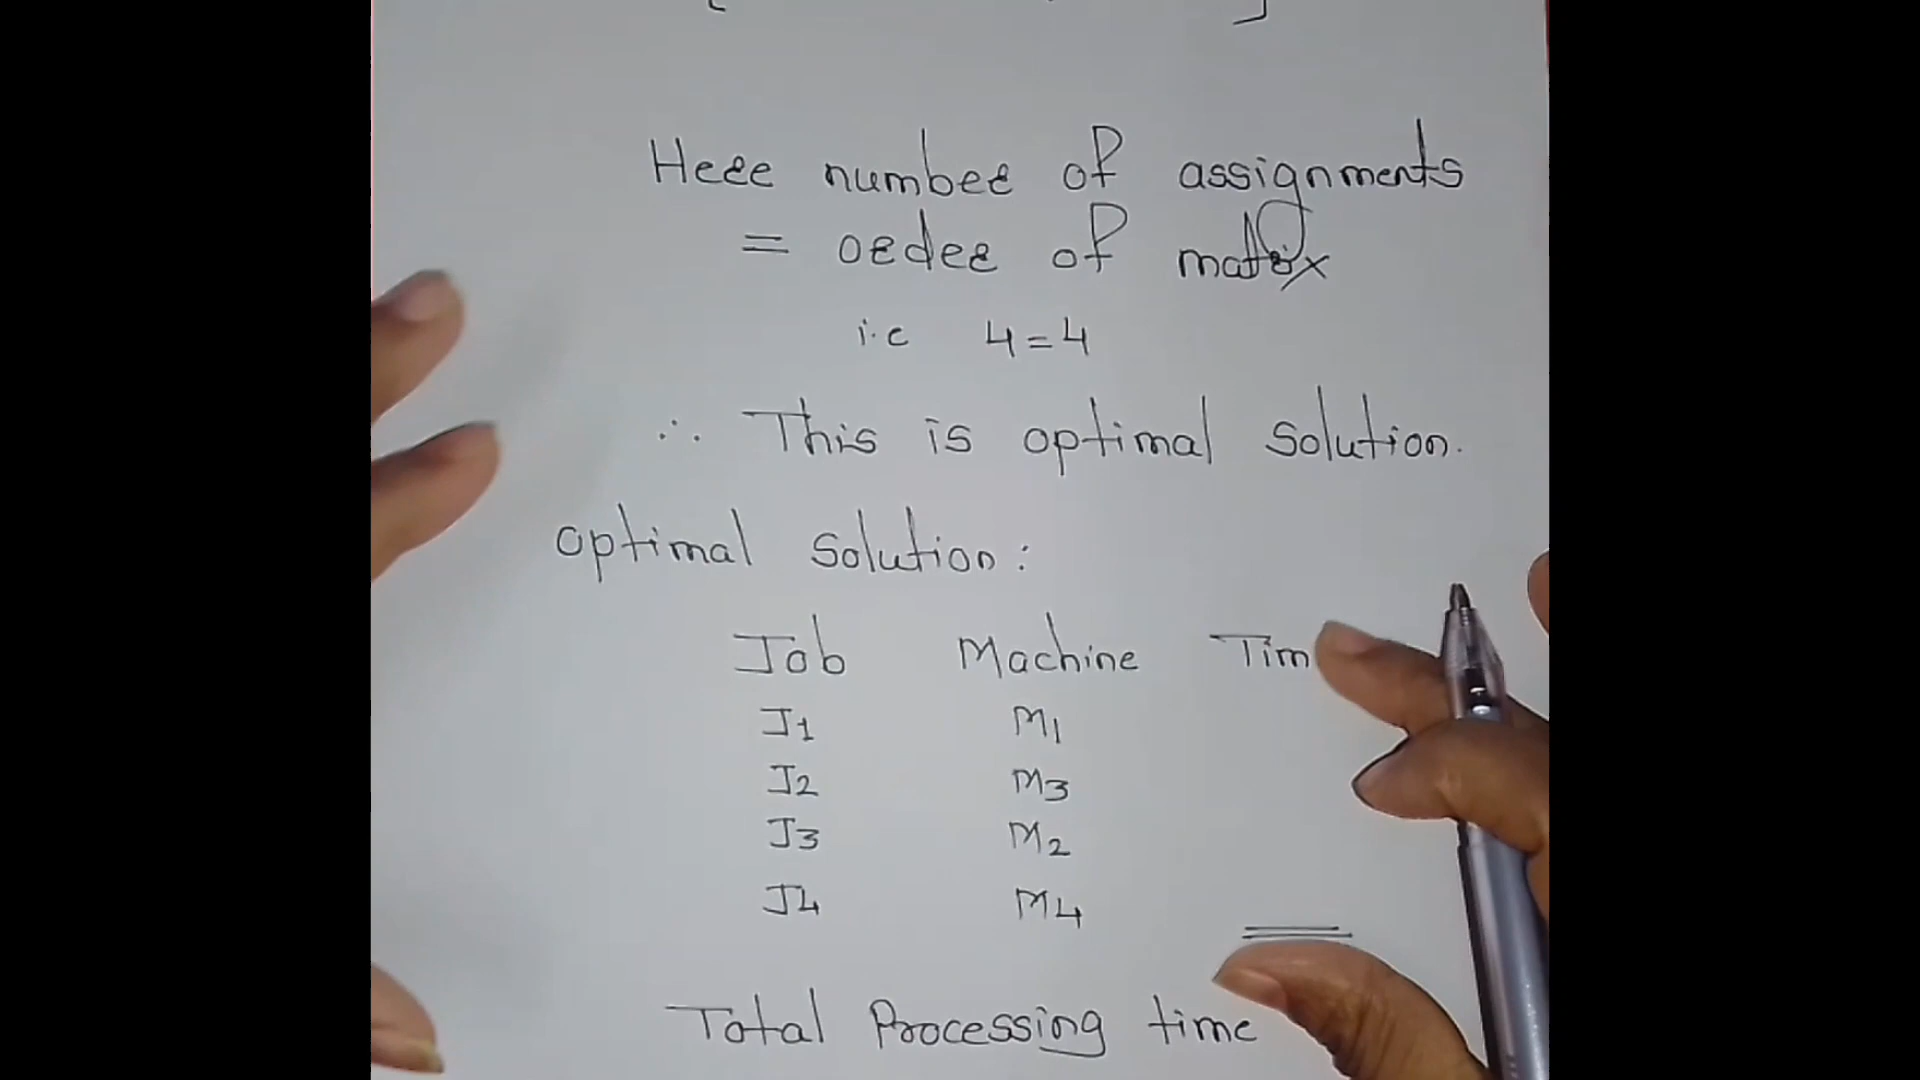 Here number of assignments
= order of matrix
i.e 4=4
∴ This is optimal solution.
optimal solution:
Job Machine Tim
J1 M1
J2 M3
J3 M2
J4 M4
Total Processing time